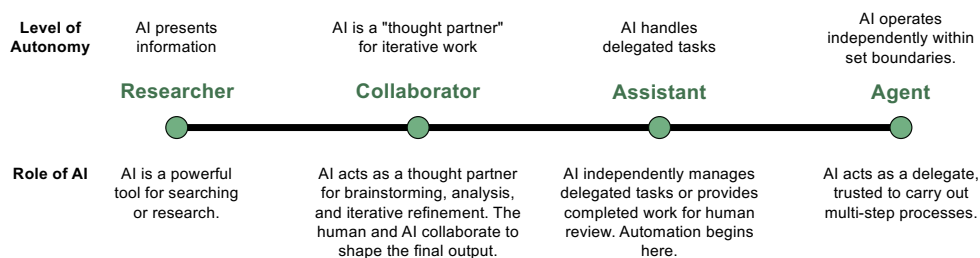 Level of
Autonomy
AI presents
information
AI is a "thought partner"
for iterative work
AI handles
delegated tasks
AI operates
independently within
set boundaries.
Researcher
Collaborator
Assistant
Agent
Role of AI
AI is a powerful
tool for searching
or research.
AI acts as a thought partner
for brainstorming, analysis,
and iterative refinement. The
human and AI collaborate to
shape the final output.
AI independently manages
delegated tasks or provides
completed work for human
review. Automation begins
here.
AI acts as a delegate,
trusted to carry out
multi-step processes.